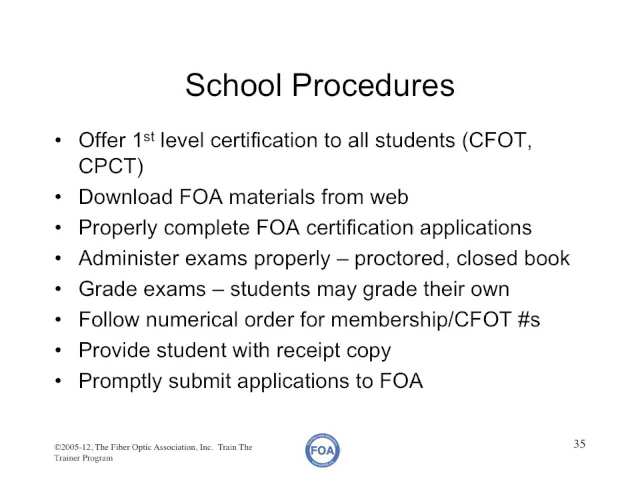 School Procedures
• Offer 1st level certification to all students (CFOT,
CPCT)
• Download FOA materials from web
• Properly complete FOA certification applications
• Administer exams properly – proctored, closed book
• Grade exams – students may grade their own
• Follow numerical order for membership/CFOT #s
• Provide student with receipt copy
• Promptly submit applications to FOA
©2005-12, The Fiber Optic Association, Inc. Train The
Trainer Program
FOA
35